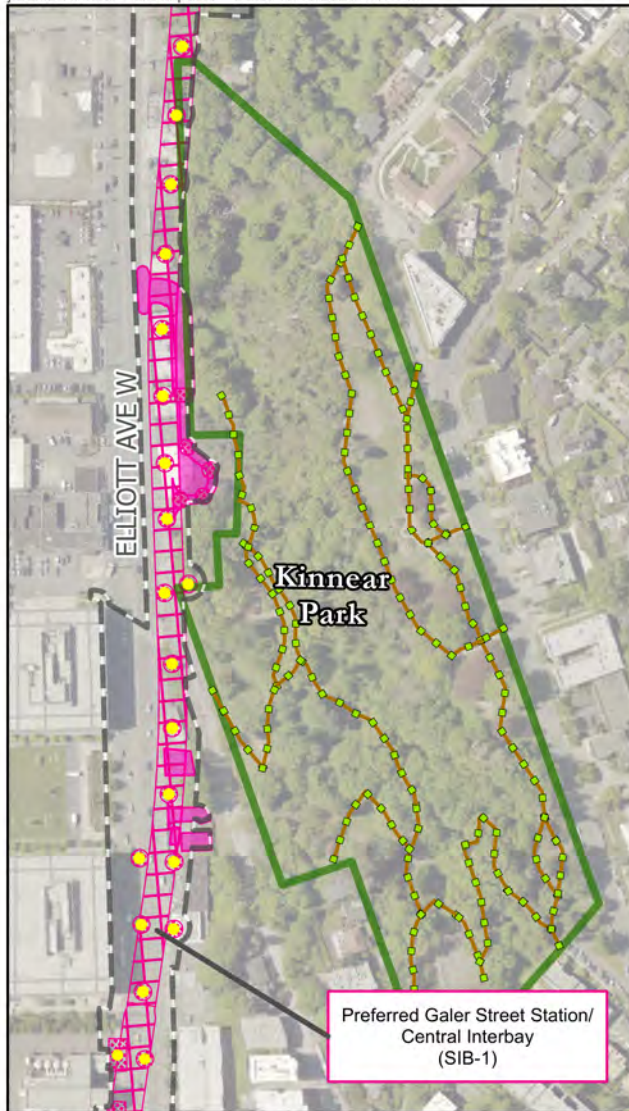 ELLIOTT AVE W
Kinnear
Park
Preferred Galer Street Station/
Central Interbay
(SIB-1)